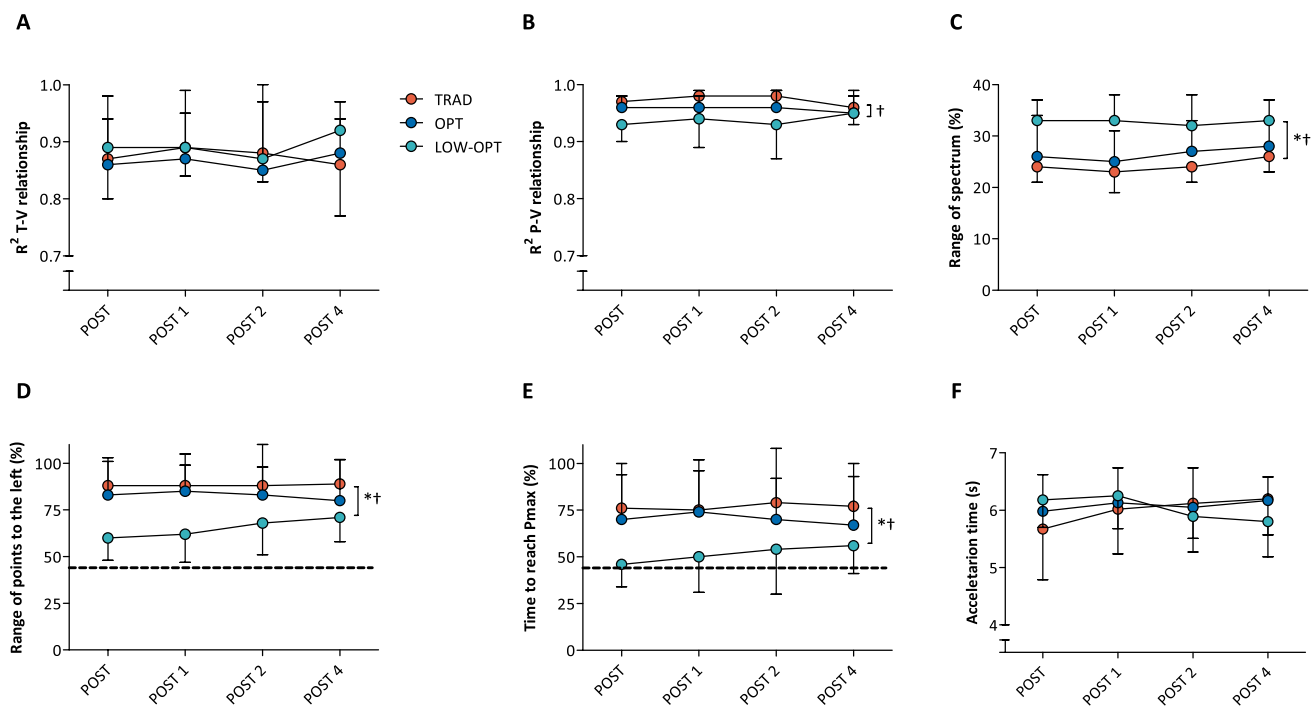 A
B
C
R2 T-V relationship
1.0
0.9
0.8
0.7
POST
POST 1
POST 2
POST 4
TRAD
OPT
LOW-OPT
R2 P-V relationship
1.0
0.9
0.8
0.7
†
POST
POST 1
POST 2
POST 4
Range of spectrum (%)
40
30
20
10
0
*†
POST
POST 1
POST 2
POST 4
D
E
F
Range of points to the left (%)
100
75
50
25
0
*†
POST
POST 1
POST 2
POST 4
Time to reach Pmax (%)
100
75
50
25
0
*†
POST
POST 1
POST 2
POST 4
Acceletarion time (s)
7
6
5
4
POST
POST 1
POST 2
POST 4